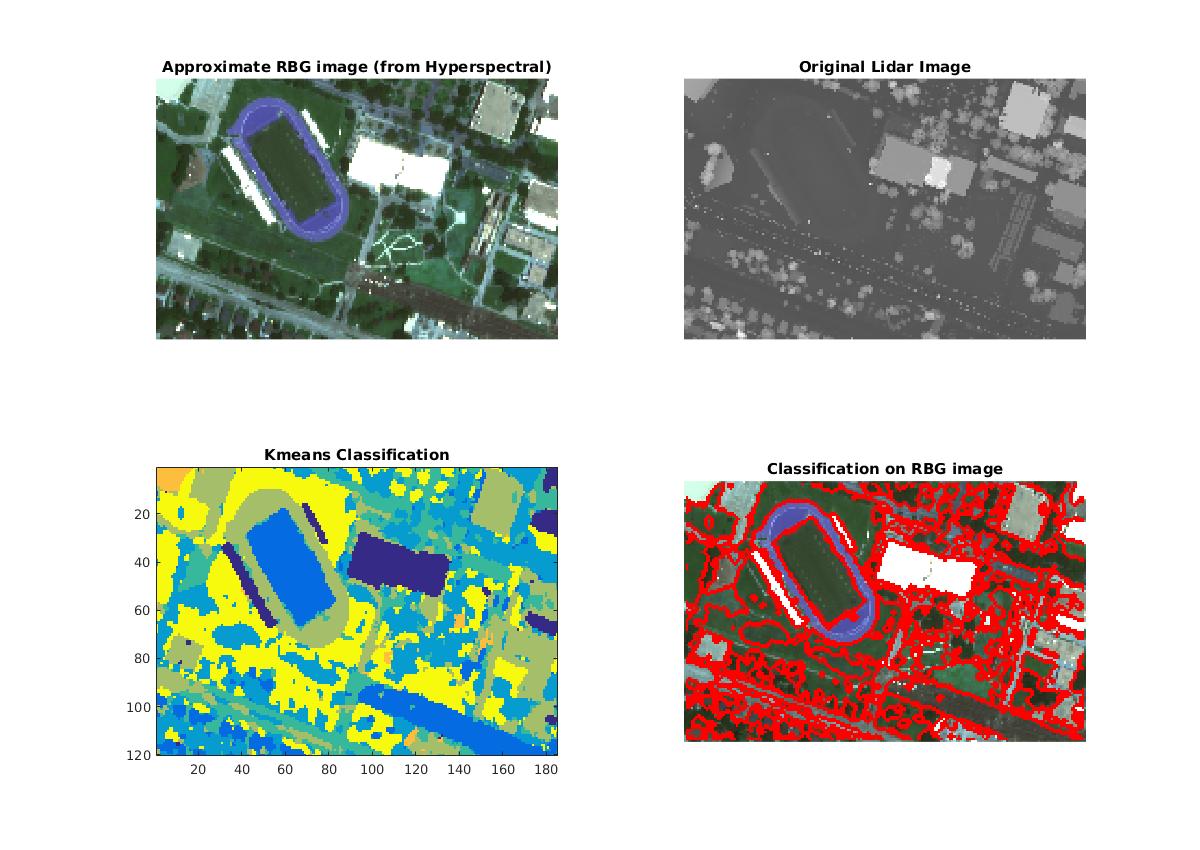 Approximate RBG image (from Hyperspectral)
Original Lidar Image
Kmeans Classification
20
40
60
80
100
120
20 40 60 80 100 120 140 160 180
Classification on RBG image